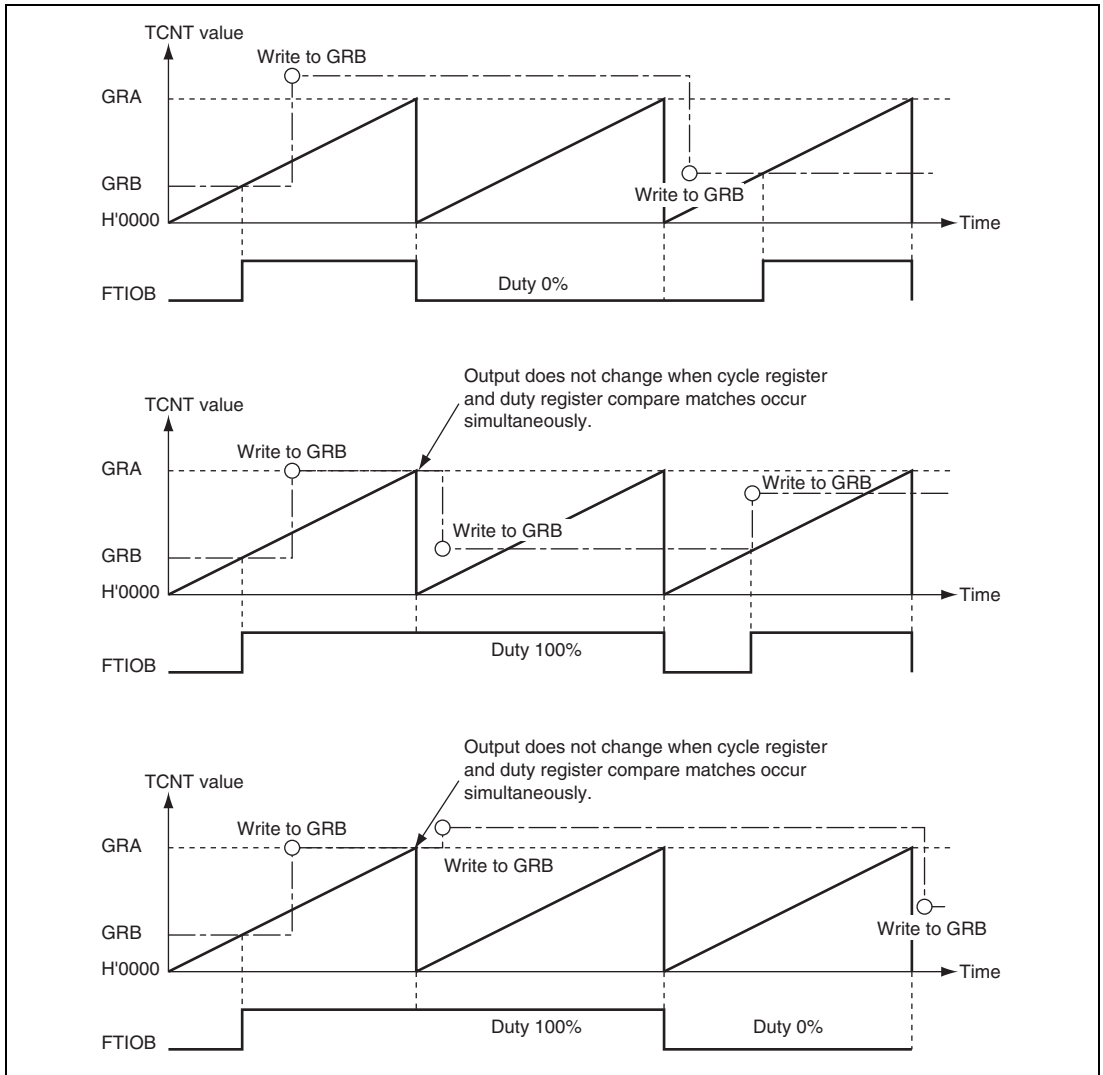 TCNT value
Write to GRB
GRA
GRB
Write to GRB
H'0000
Time
FTIOB
Duty 0%
Output does not change when cycle register
and duty register compare matches occur
simultaneously.
TCNT value
Write to GRB
GRA
Write to GRB
Write to GRB
GRB
H'0000
Time
FTIOB
Duty 100%
Output does not change when cycle register
and duty register compare matches occur
simultaneously.
TCNT value
Write to GRB
GRA
Write to GRB
GRB
Write to GRB
H'0000
Time
FTIOB
Duty 100%
Duty 0%